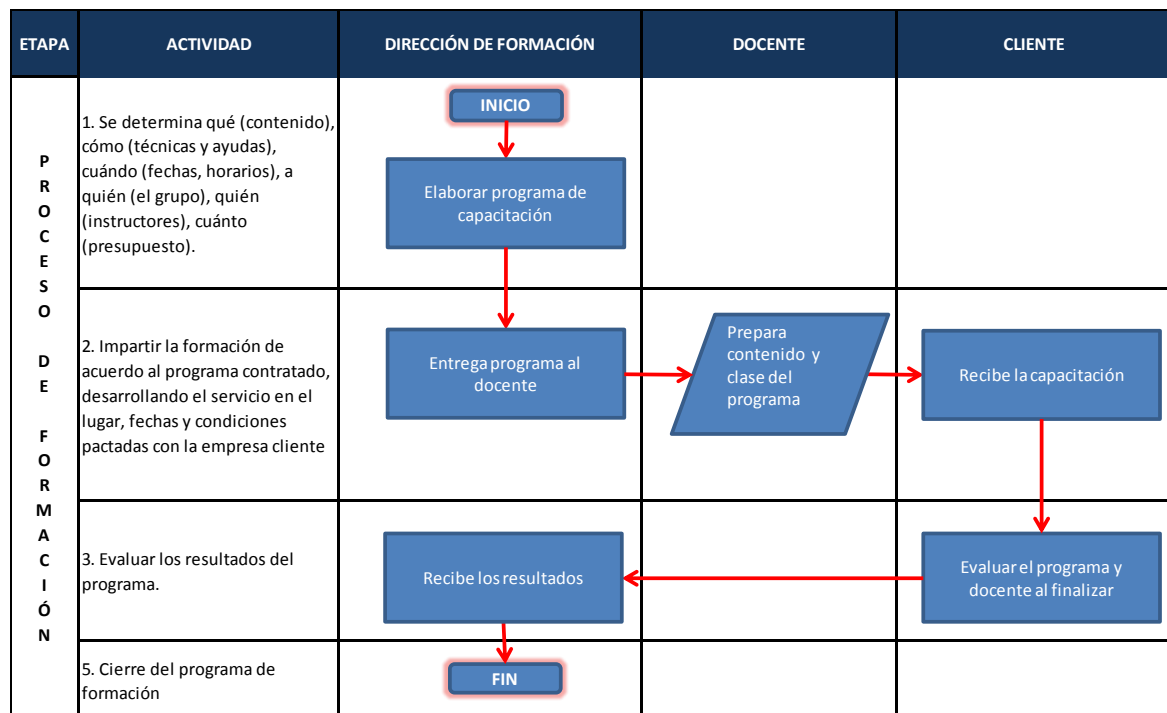 ETAPA
ACTIVIDAD
DIRECCIÓN DE FORMACIÓN
DOCENTE
CLIENTE
PROCESO DE FORMACIÓN
1. Se determina qué (contenido),
cómo (técnicas y ayudas),
cuándo (fechas, horarios), a
quién (el grupo), quién
(instructores), cuánto
(presupuesto).
INICIO
Elaborar programa de
capacitación
2. Impartir la formación de
acuerdo al programa contratado,
desarrollando el servicio en el
lugar, fechas y condiciones
pactadas con la empresa cliente
Entrega programa al
docente
Prepara
contenido y
clase del
programa
Recibe la capacitación
3. Evaluar los resultados del
programa.
Recibe los resultados
Evaluar el programa y
docente al finalizar
5. Cierre del programa de
formación
FIN